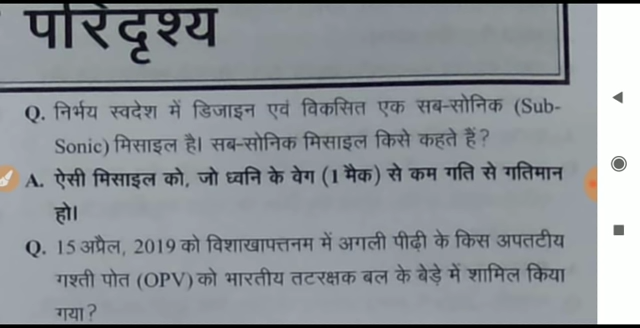 परिदृश्य
Q. निर्भय स्वदेश में डिजाइन एवं विकसित एक सब-सोनिक (Sub-
Sonic) मिसाइल है। सब-सोनिक मिसाइल किसे कहते हैं?
A. ऐसी मिसाइल को, जो ध्वनि के वेग (1 मैक) से कम गति से गतिमान
हो।
Q. 15 अप्रैल, 2019 को विशाखापत्तनम में अगली पीढ़ी के किस अपतटीय
गश्ती पोत (OPV) को भारतीय तटरक्षक बल के बेड़े में शामिल किया
गया?